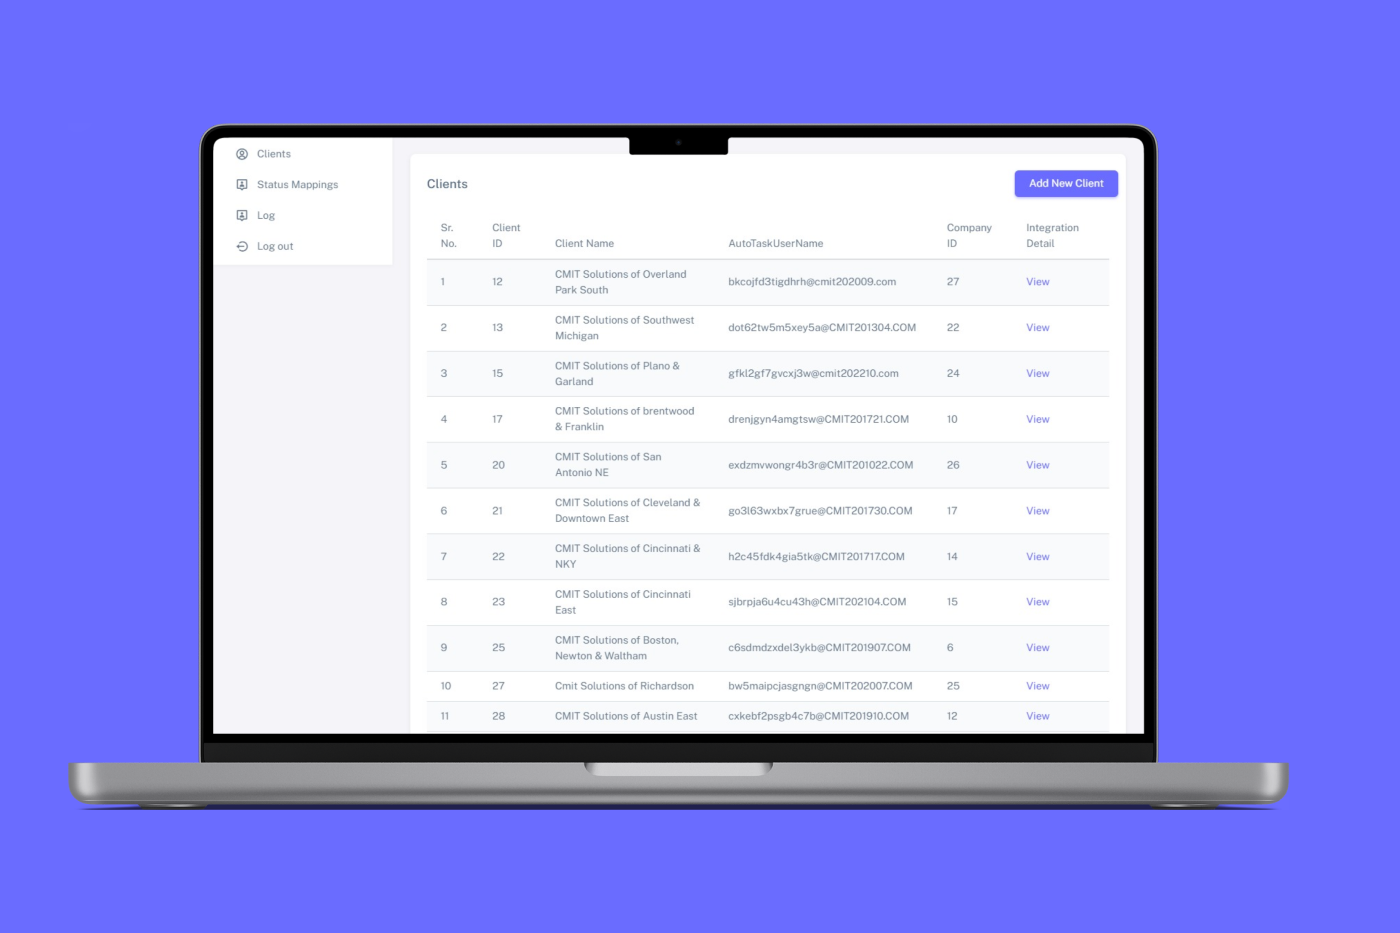 Clients
Status Mappings
Log
Log out
Clients
Add New Client
Sr. No. Client ID Client Name AutoTaskUserName Company ID Integration Detail
1 12 CMIT Solutions of Overland Park South bkcojfd3tigdhrh@cmit202009.com 27 View
2 13 CMIT Solutions of Southwest Michigan dot62tw5m5xey5a@CMIT201304.COM 22 View
3 15 CMIT Solutions of Plano & Garland gfkl2gf7gvcxj3w@cmit202210.com 24 View
4 17 CMIT Solutions of brentwood & Franklin drenjgyn4amgtsw@CMIT201721.COM 10 View
5 20 CMIT Solutions of San Antonio NE exdzmvwongr4b3r@CMIT201022.COM 26 View
6 21 CMIT Solutions of Cleveland & Downtown East go3l63wxbx7grue@CMIT201730.COM 17 View
7 22 CMIT Solutions of Cincinnati & NKY h2c45fdk4gia5tk@CMIT201717.COM 14 View
8 23 CMIT Solutions of Cincinnati East sjbrpja6u4cu43h@CMIT202104.COM 15 View
9 25 CMIT Solutions of Boston, Newton & Waltham c6sdmdzxdel3ykb@CMIT201907.COM 6 View
10 27 Cmit Solutions of Richardson bw5maipcjasgngn@CMIT202007.COM 25 View
11 28 CMIT Solutions of Austin East cxkebf2psgb4c7b@CMIT201910.COM 12 View